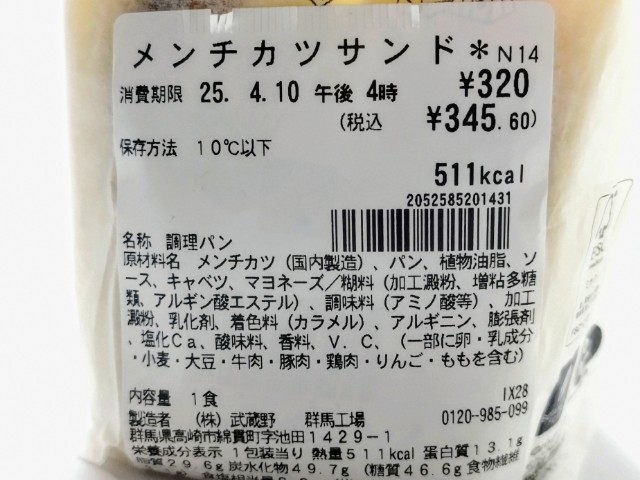 メンチカツサンド＊N14
消費期限 25. 4.10 午後 4時 ¥320
(税込 ¥345.60)
保存方法 10℃以下
511kcal
2052585201431
名称 調理パン
原材料名 メンチカツ（国内製造）、パン、植物油脂、ソ
ース、キャベツ、マヨネーズ／糊料（加工澱粉、増粘多糖
類、アルギン酸エステル）、調味料（アミノ酸等）、加工
澱粉、乳化剤、着色料（カラメル）、アルギニン、膨張剤
、塩化Ca、酸味料、香料、V.C、（一部に卵・乳成分
・小麦・大豆・牛肉・豚肉・鶏肉・りんご・ももを含む）
内容量 1食 IX28
製造者 （株）武蔵野 群馬工場 0120-985-099
群馬県高崎市綿貫町字池田1429-1
栄養成分表示 1包装当り 熱量511kcal 蛋白質13.1g
脂質29.6g 炭水化物49.7g （糖質46.6g 食物繊維